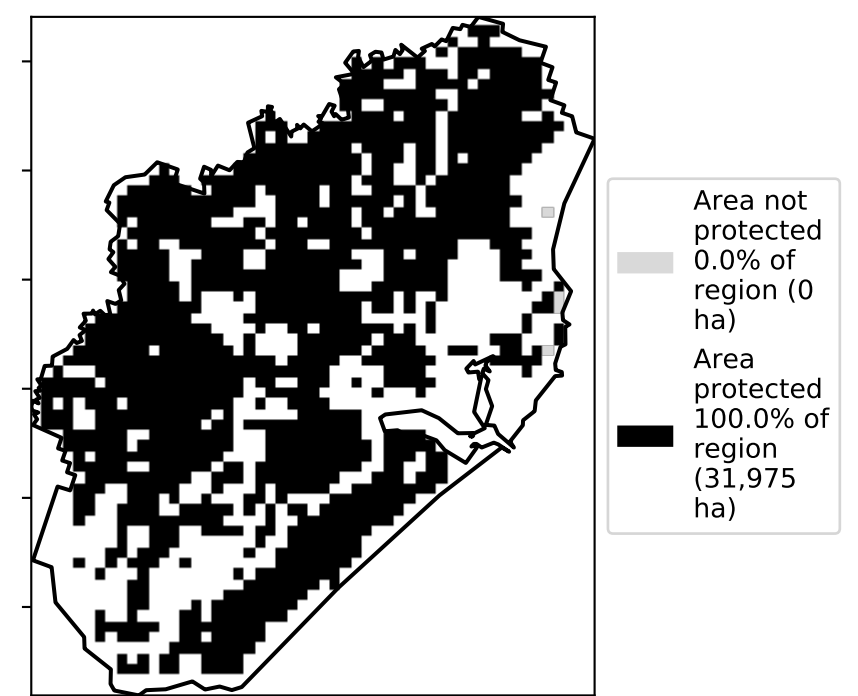 Area not
protected
0.0% of
region (0
ha)
Area
protected
100.0% of
region
(31,975
ha)